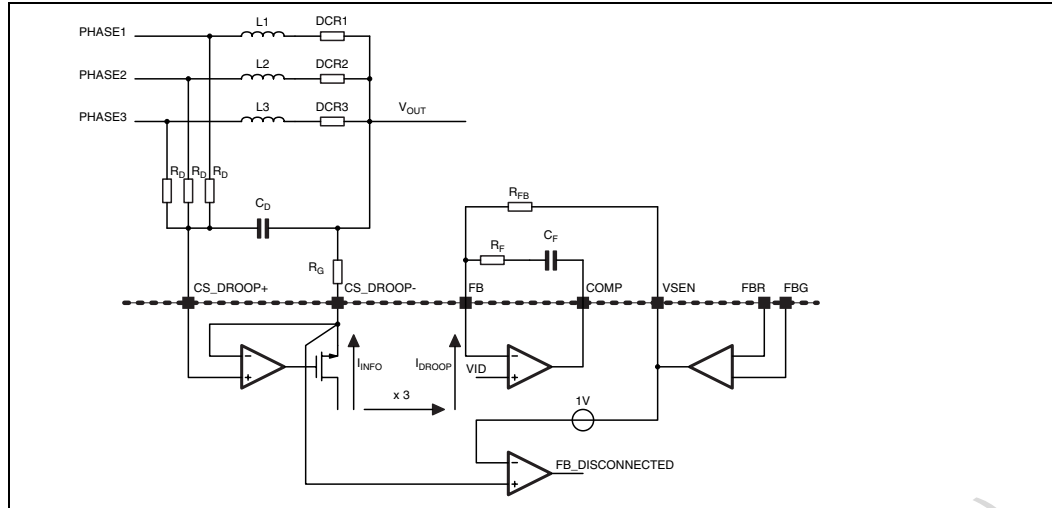 L1 DCR1
PHASE1
L2 DCR2
PHASE2
L3 DCR3
PHASE3 VOUT
RD RD RD
RFB
CD
RF CF
RG
CS_DROOP+ CS_DROOP- FB COMP VSEN FBR FBG
IINFO IDROOP VID
x 3
1V
FB_DISCONNECTED